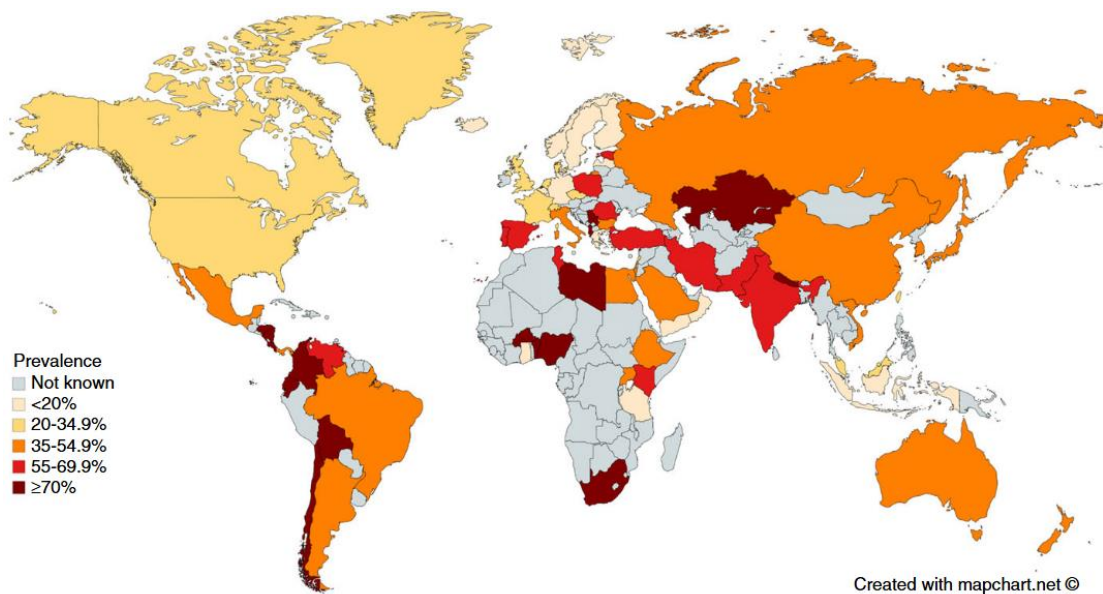 Prevalence
Not known
<20%
20-34.9%
35-54.9%
55-69.9%
≥70%
Created with mapchart.net ©